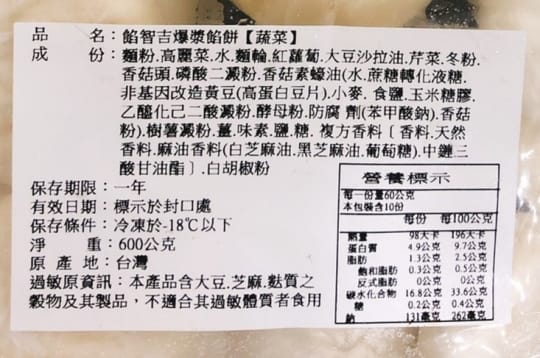 品　　名：餡智吉爆漿餡餅【蔬菜】
成　　份：麵粉.高麗菜.水.麵輪.紅蘿蔔.大豆沙拉油.芹菜.冬粉.
香菇頭.磷酸二澱粉.香菇素蠔油(水.蔗糖轉化液糖.
非基因改造黃豆(高蛋白豆片).小麥. 食鹽.玉米糖膠.
乙醯化己二酸澱粉.酵母粉.防腐 劑(苯甲酸鈉).香菇
粉).樹薯澱粉.薑.味素.鹽.糖. 複方香料〔香料.天然
香料.麻油香料(白芝麻油.黑芝麻油.葡萄糖).中鏈三
酸甘油酯〕.白胡椒粉
保存期限：一年
有效日期：標示於封口處
保存條件：冷凍於-18℃以下
淨　　重：600公克
原 產 地：台灣
過敏原資訊：本產品含大豆.芝麻.麩質之
穀物及其製品，不適合其過敏體質者食用
營養標示
每一份量60公克
本包裝含10份
每份 每100公克
熱量 98大卡 196大卡
蛋白質 4.9公克 9.7公克
脂肪 1.3公克 2.5公克
飽和脂肪 0.3公克 0.5公克
反式脂肪 0公克 0公克
碳水化合物 16.8公克 33.6公克
糖 0.2公克 0.4公克
鈉 131毫克 262毫克